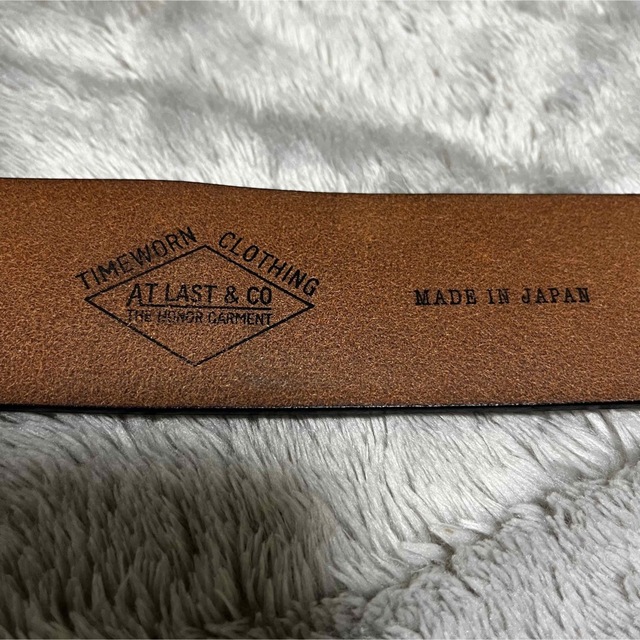 TIMEWORN CLOTHING
AT LAST & CO
THE HONOR GARMENT
MADE IN JAPAN